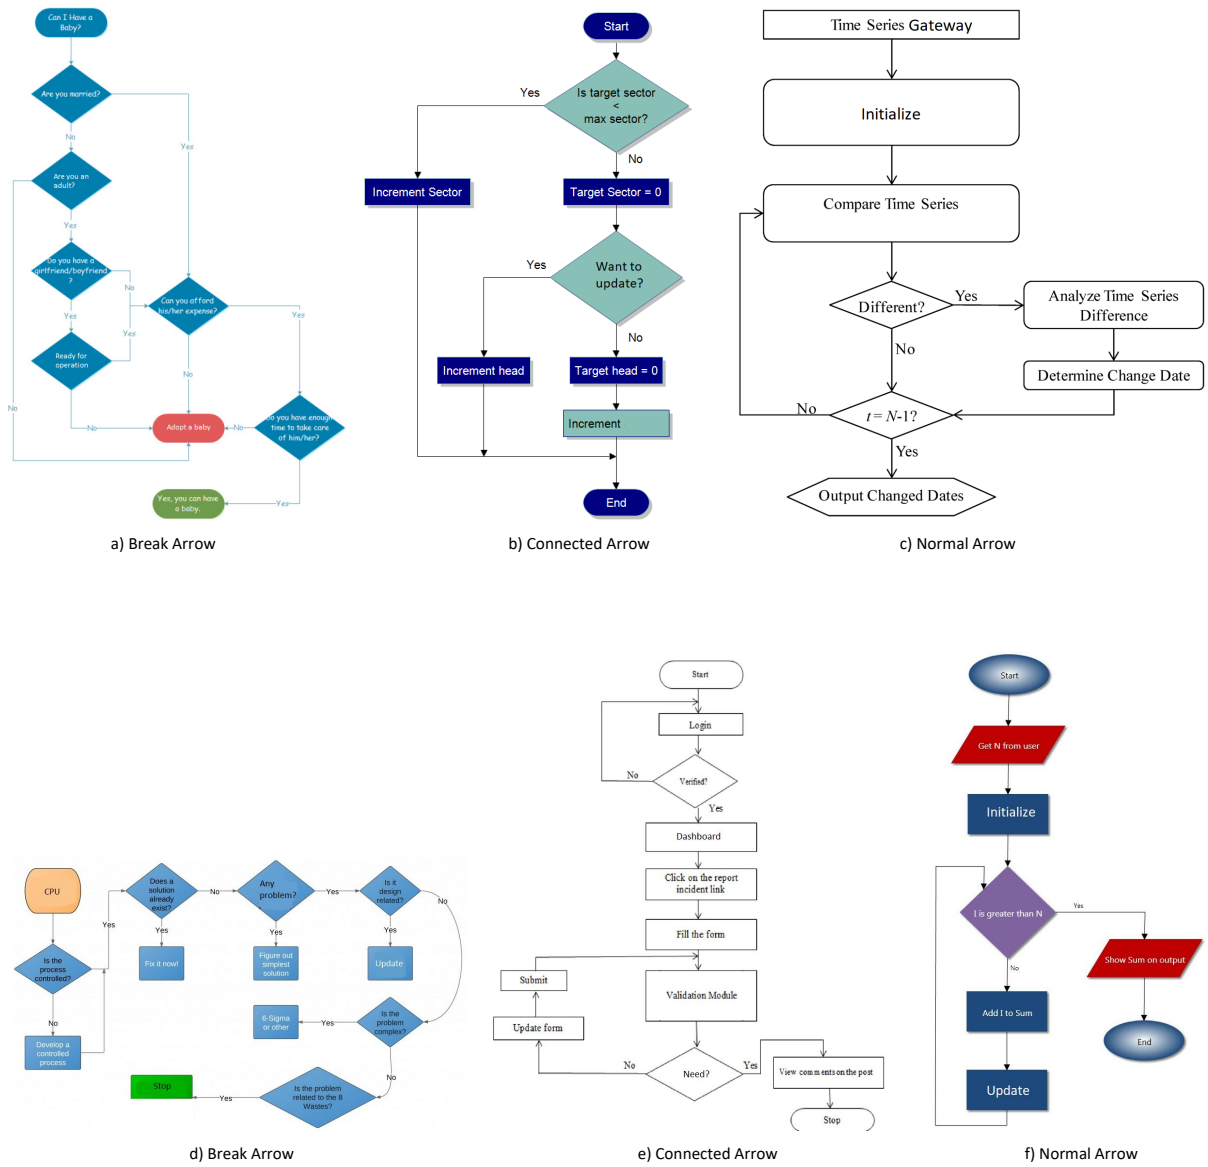 Can I Have a
Baby?
Are you married?
No
Yes
Are you an
adult?
Yes
Do you have a
girlfriend/boyfriend
?
No
Can you afford
his/her expense?
Yes
Yes
Yes
Ready for
operation
No
No
No
Adopt a baby
No
Do you have enough
time to take care
of him/her?
Yes, you can have
a baby.
Yes
a) Break Arrow
Start
Yes
Is target sector
<
max sector?
No
Increment Sector
Target Sector = 0
Yes
Want to
update?
No
Increment head
Target head = 0
Increment
End
b) Connected Arrow
Time Series Gateway
Initialize
Compare Time Series
Different?
Yes
Analyze Time Series
Difference
No
Determine Change Date
No
t = N-1?
Yes
Output Changed Dates
c) Normal Arrow
CPU
Does a
solution
already
exist?
No
Any
problem?
Yes
Is it
design
related?
No
Yes
Yes
Yes
Yes
Is the
process
controlled?
Fix it now!
Figure out
simplest
solution
Update
No
6-Sigma
or other
Yes
Is the
problem
complex?
Develop a
controlled
process
No
Stop
Yes
Is the problem
related to the 8
Wastes?
d) Break Arrow
Start
Login
No
Verified?
Yes
Dashboard
Click on the report
incident link
Fill the form
Submit
Validation Module
Update form
No
Need?
Yes
View comments on the post
Stop
e) Connected Arrow
Start
Get N from user
Initialize
I is greater than N
Yes
No
Show Sum on output
Add I to Sum
End
Update
f) Normal Arrow